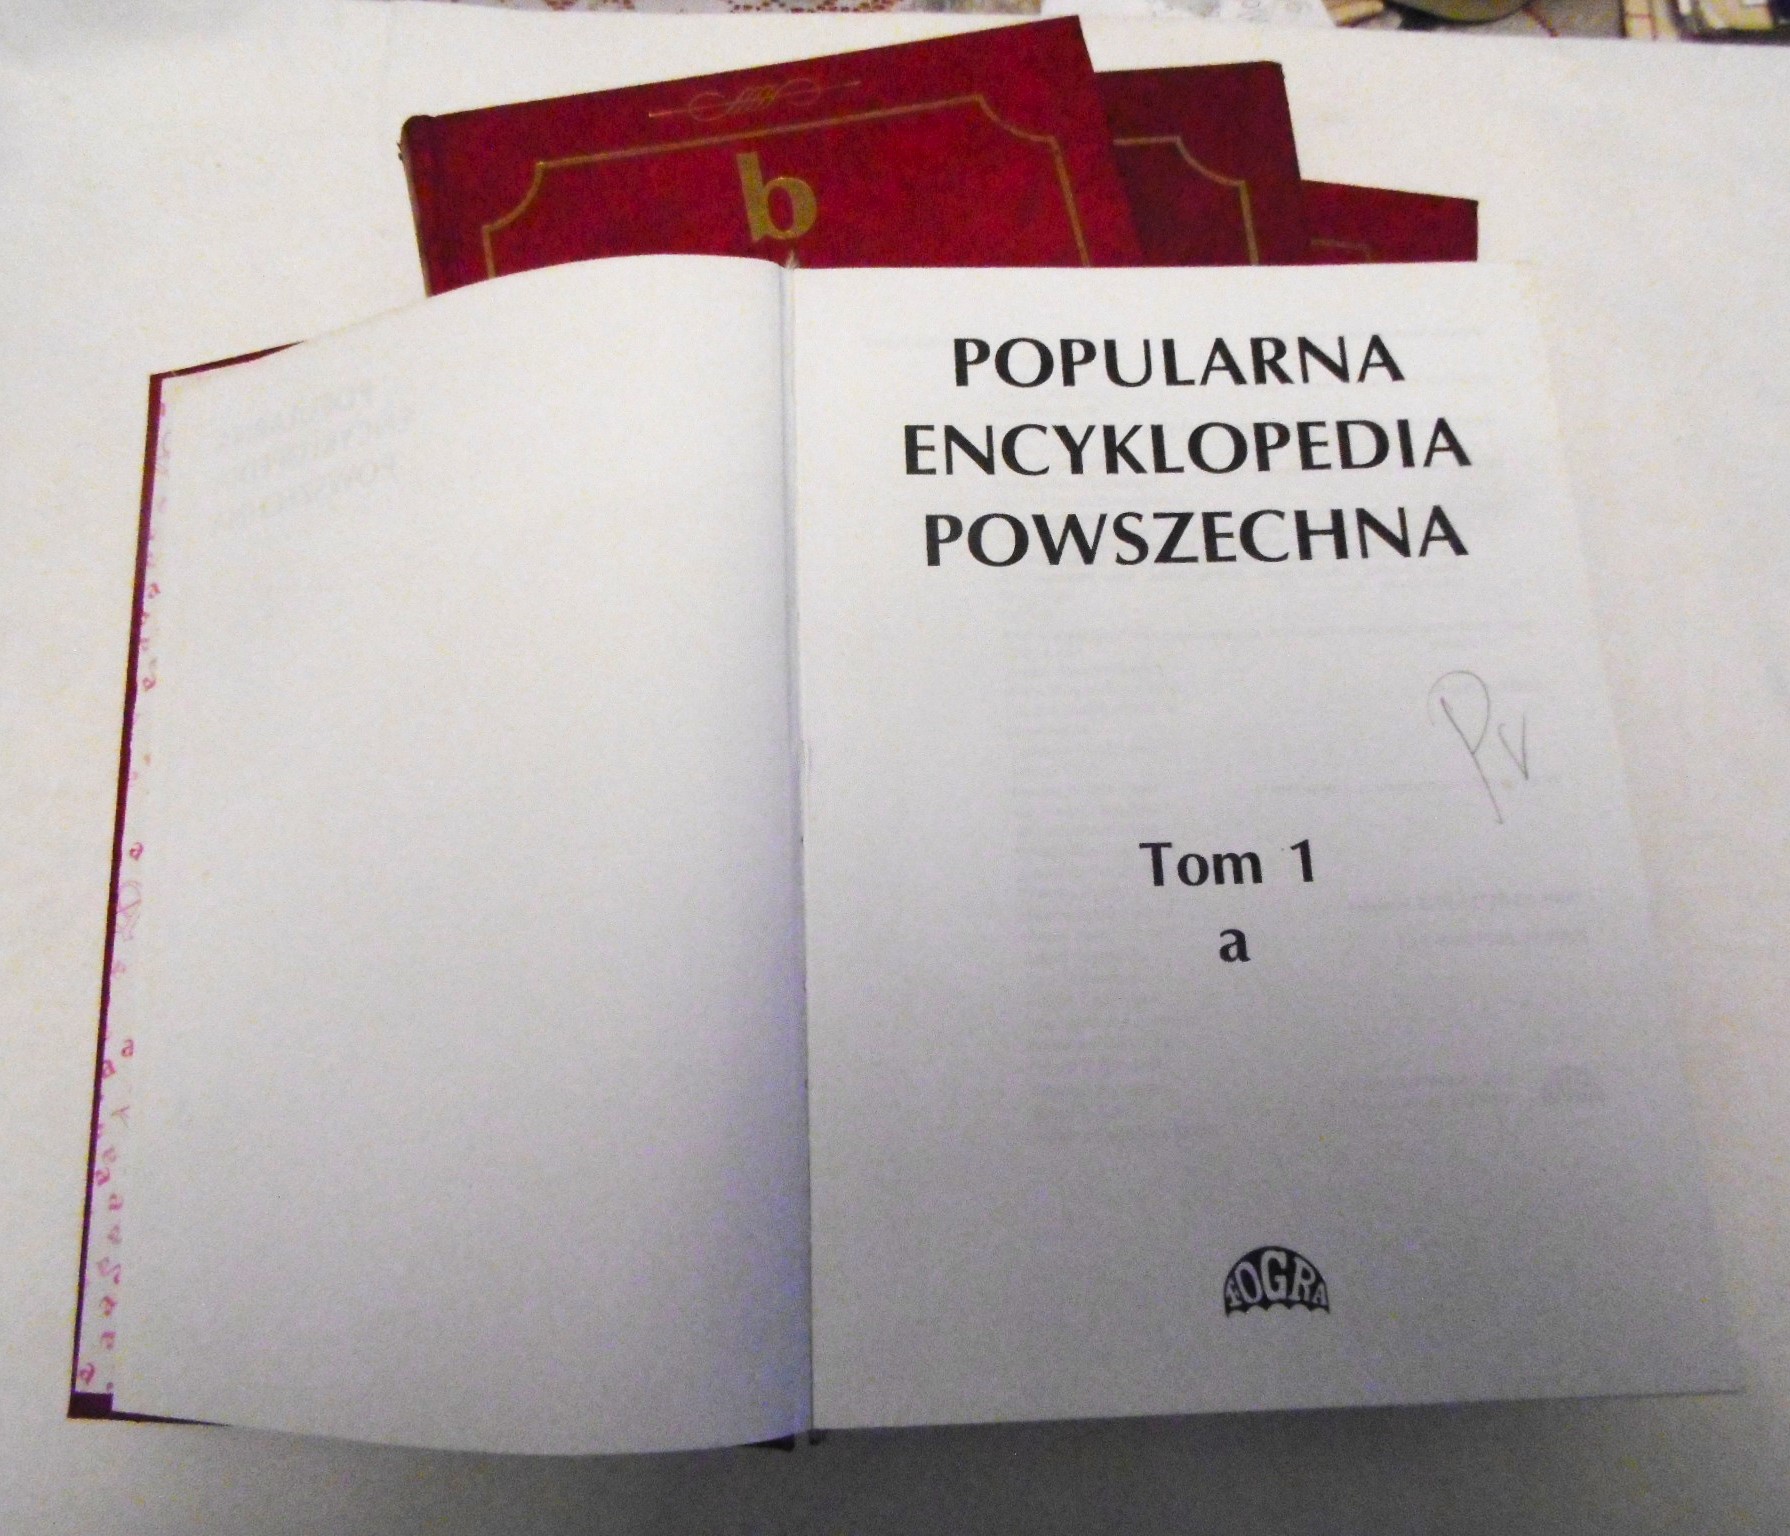 b
POPULARNA
ENCYKLOPEDIA
POWSZECHNA
Tom 1
a
FOGRA